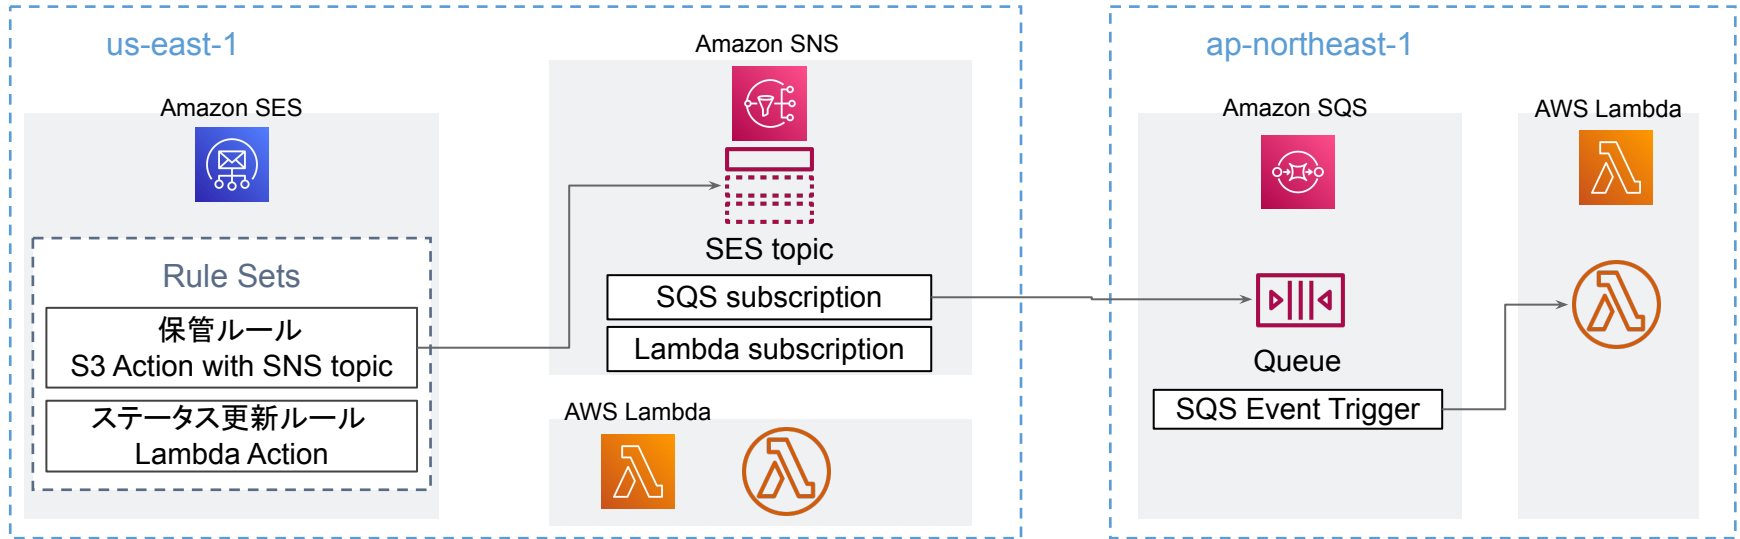 us-east-1
Amazon SES
Rule Sets
保管ルール
S3 Action with SNS topic
ステータス更新ルール
Lambda Action
Amazon SNS
SES topic
SQS subscription
Lambda subscription
AWS Lambda
ap-northeast-1
Amazon SQS
Queue
SQS Event Trigger
AWS Lambda